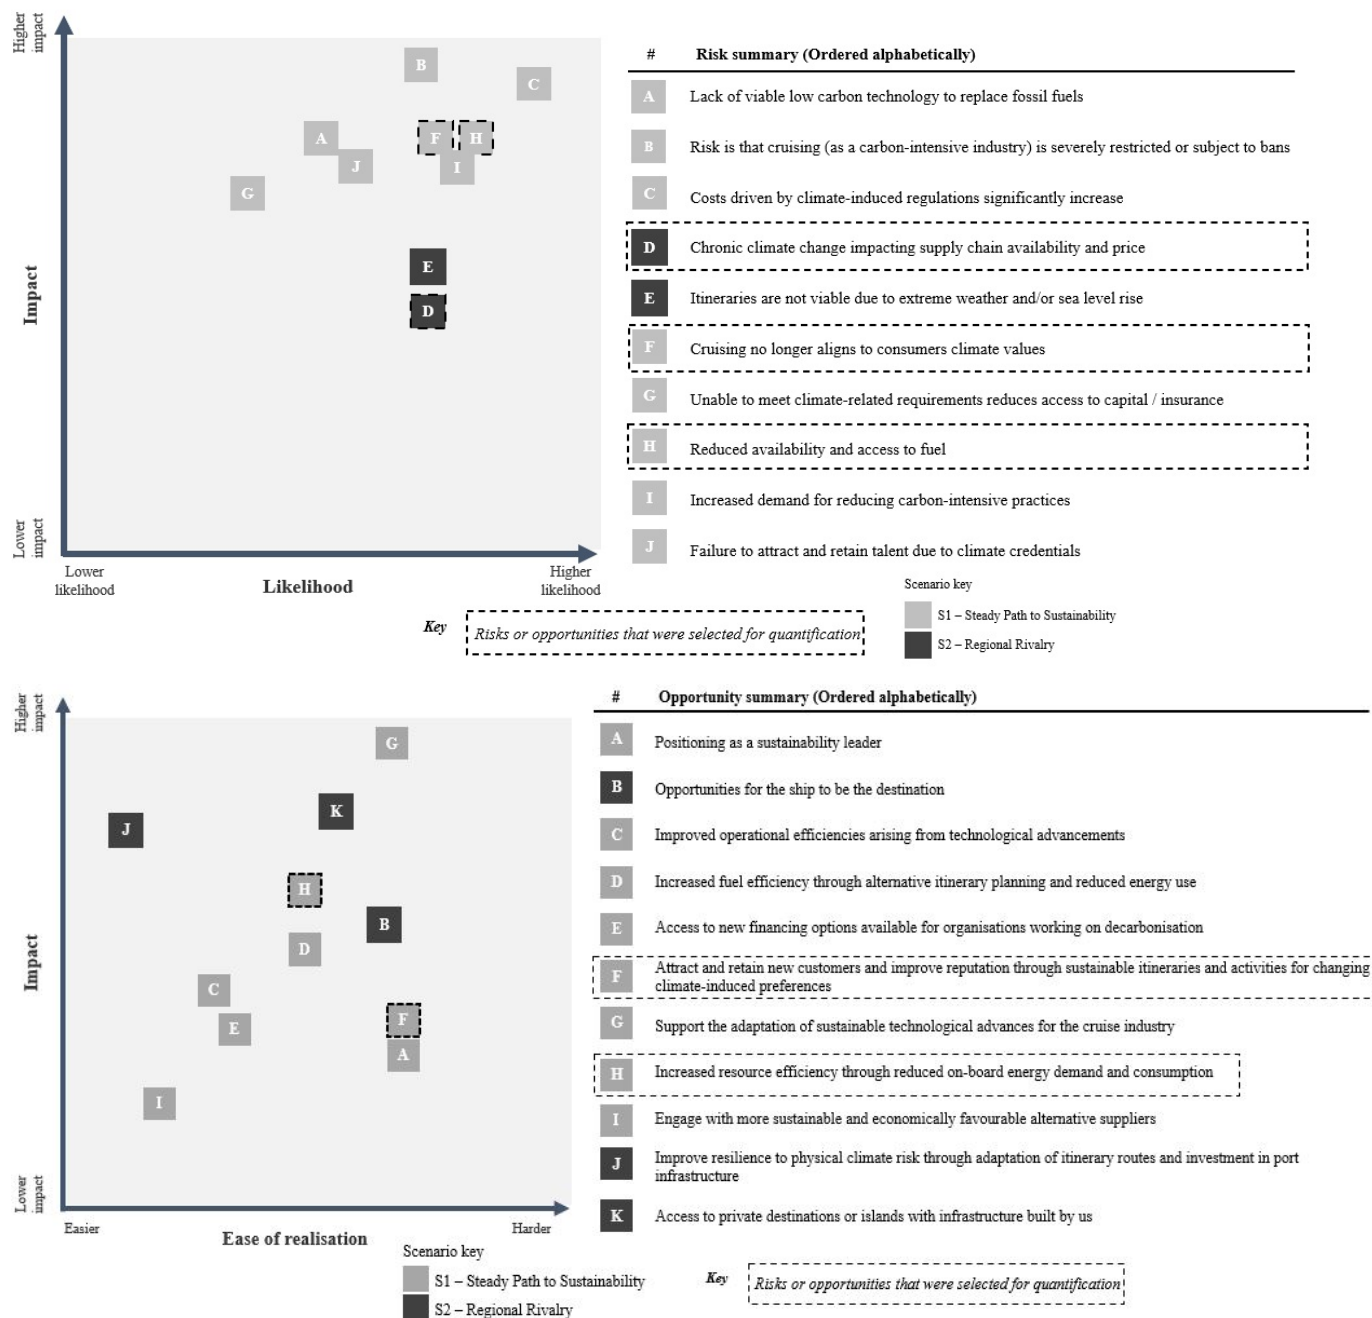 Higher
impact
B
C
A
F
H
J
I
G
E
D
Impact
Lower
impact
Lower
likelihood
Likelihood
Higher
likelihood
# Risk summary (Ordered alphabetically)
A Lack of viable low carbon technology to replace fossil fuels
B Risk is that cruising (as a carbon-intensive industry) is severely restricted or subject to bans
C Costs driven by climate-induced regulations significantly increase
D Chronic climate change impacting supply chain availability and price
E Itineraries are not viable due to extreme weather and/or sea level rise
F Cruising no longer aligns to consumers climate values
G Unable to meet climate-related requirements reduces access to capital / insurance
H Reduced availability and access to fuel
I Increased demand for reducing carbon-intensive practices
J Failure to attract and retain talent due to climate credentials
Scenario key
S1 – Steady Path to Sustainability
S2 – Regional Rivalry
Key Risks or opportunities that were selected for quantification
Higher
impact
G
K
J
H
B
D
C
F
E
A
I
Impact
Lower
impact
Easier
Ease of realisation
Harder
# Opportunity summary (Ordered alphabetically)
A Positioning as a sustainability leader
B Opportunities for the ship to be the destination
C Improved operational efficiencies arising from technological advancements
D Increased fuel efficiency through alternative itinerary planning and reduced energy use
E Access to new financing options available for organisations working on decarbonisation
F Attract and retain new customers and improve reputation through sustainable itineraries and activities for changing
climate-induced preferences
G Support the adaptation of sustainable technological advances for the cruise industry
H Increased resource efficiency through reduced on-board energy demand and consumption
I Engage with more sustainable and economically favourable alternative suppliers
J Improve resilience to physical climate risk through adaptation of itinerary routes and investment in port
infrastructure
K Access to private destinations or islands with infrastructure built by us
Scenario key
S1 – Steady Path to Sustainability
S2 – Regional Rivalry
Key Risks or opportunities that were selected for quantification